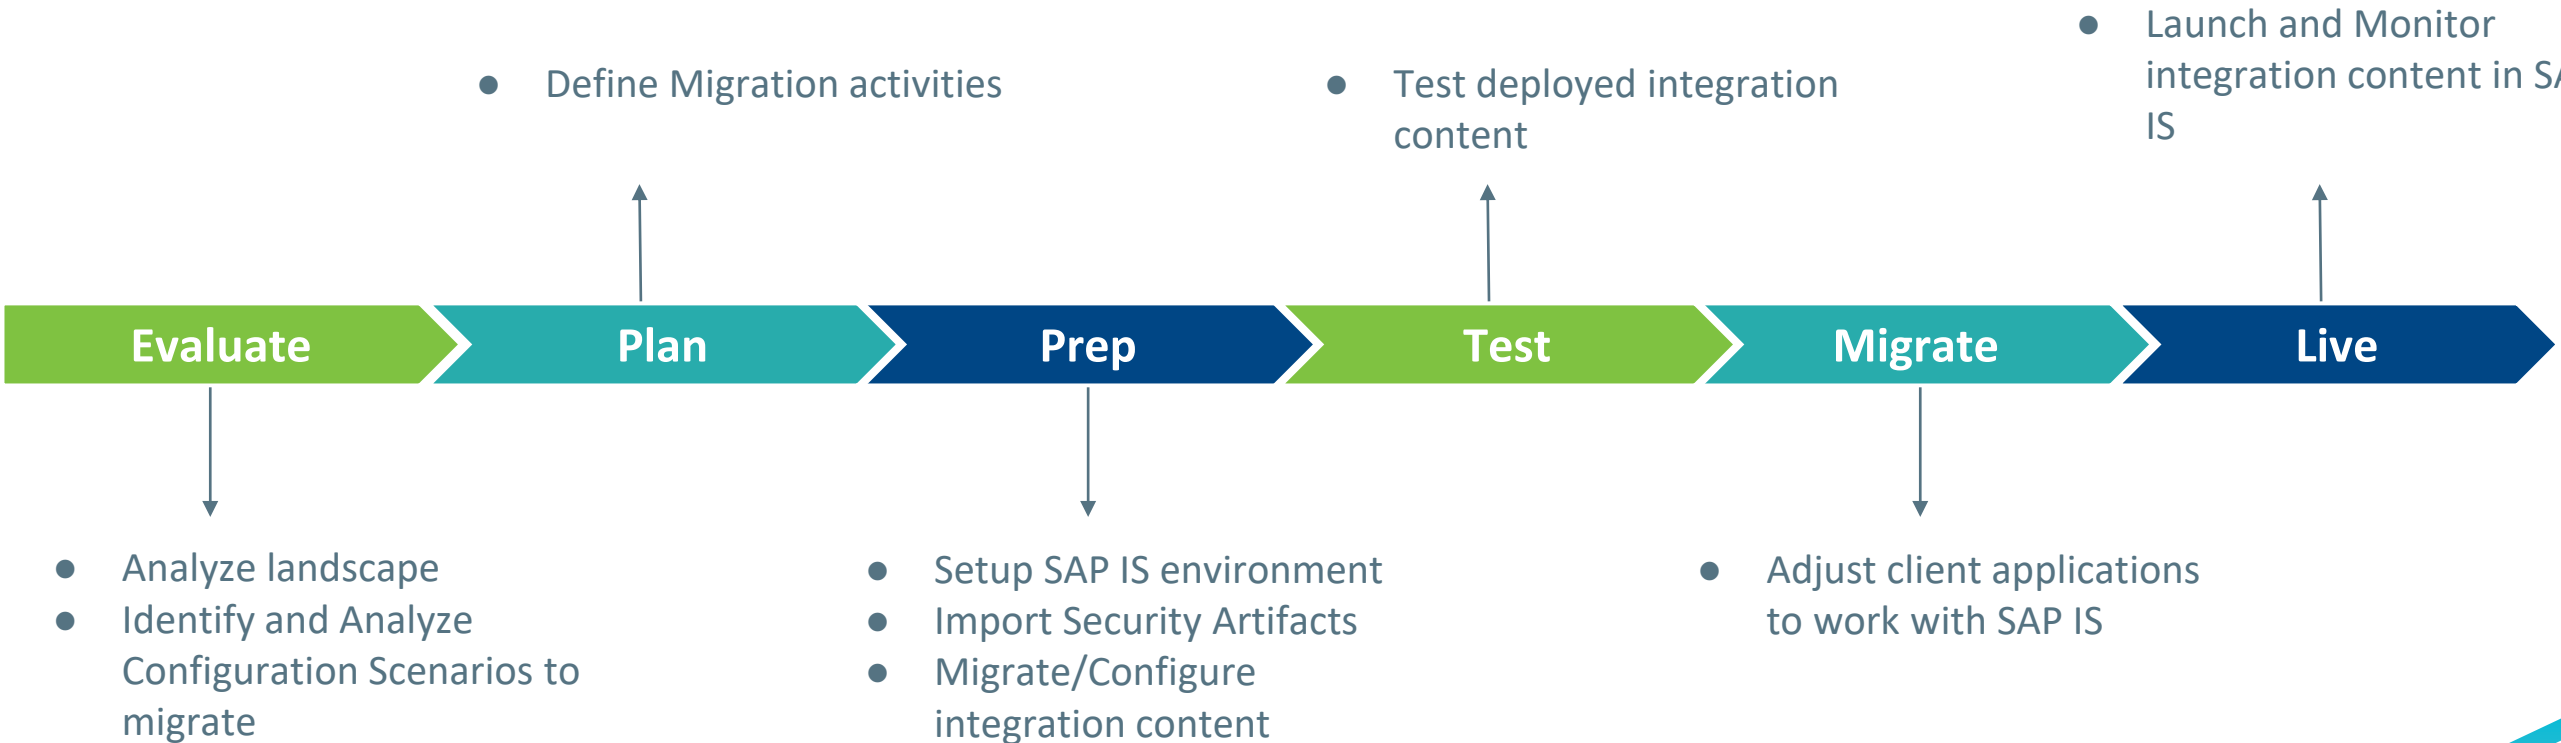 ● Launch and Monitor
integration content in
IS
● Define Migration activities
● Test deployed integration
content
Evaluate
Plan
Prep
Test
Migrate
Live
● Analyze landscape
● Identify and Analyze
Configuration Scenarios to
migrate
● Setup SAP IS environment
● Import Security Artifacts
● Migrate/Configure
integration content
● Adjust client applications
to work with SAP IS